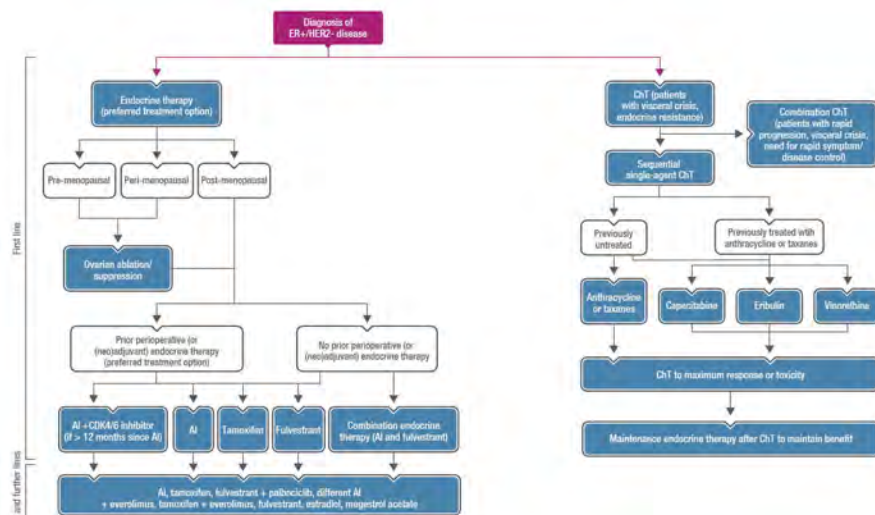 Diagnosis of
ER+/HER2- disease
Endocrine therapy
(preferred treatment option)
ChT (patients
with visceral crisis,
endocrine resistance)
Combination ChT
(patients with rapid
progression, visceral crisis,
need for rapid symptom/
disease control)
Sequential
single-agent ChT
Pre-menopausal
Peri-menopausal
Post-menopausal
First line
Previously
untreated
Previously treated with
anthracycline or taxanes
Ovarian ablation/
suppression
Anthracycline
or taxanes
Capecitabine
Eribulin
Vinorelbine
Prior perioperative (or
(neo)adjuvant) endocrine therapy
(preferred treatment option)
No prior perioperative (or
(neo)adjuvant) endocrine therapy
ChT to maximum response or toxicity
AI +CDK4/6 inhibitor
(if > 12 months since AI)
AI
Tamoxifen
Fulvestrant
Combination endocrine
therapy (AI and fulvestrant)
Maintenance endocrine therapy after ChT to maintain benefit
and further lines
AI, tamoxifen, fulvestrant + palbociclib, different AI
+ everolimus, tamoxifen + everolimus, fulvestrant, estradiol, megestrol acetate